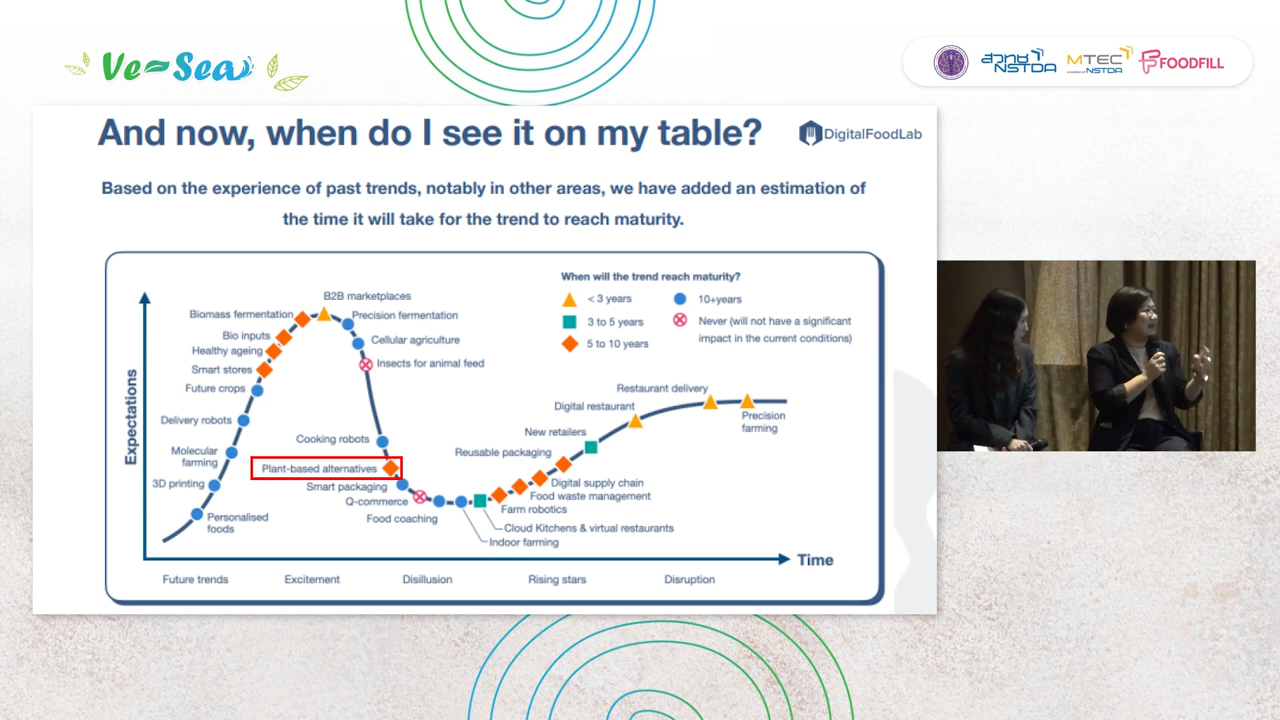 Ve-Sea
สวทช
NSTDA
MTEC
NSTDA
FOODFILL
And now, when do I see it on my table?
DigitalFoodLab
Based on the experience of past trends, notably in other areas, we have added an estimation of
the time it will take for the trend to reach maturity.
When will the trend reach maturity?
< 3 years
10+years
3 to 5 years
Never (will not have a significant
impact in the current conditions)
5 to 10 years
Expectations
B2B marketplaces
Biomass fermentation
Precision fermentation
Bio inputs
Cellular agriculture
Healthy ageing
Insects for animal feed
Smart stores
Future crops
Restaurant delivery
Digital restaurant
Delivery robots
Precision
farming
New retailers
Cooking robots
Molecular
farming
Reusable packaging
Plant-based alternatives
3D printing
Smart packaging
Digital supply chain
Food waste management
Q-commerce
Farm robotics
Personalised
foods
Food coaching
Cloud Kitchens & virtual restaurants
Indoor farming
Time
Future trends
Excitement
Disillusion
Rising stars
Disruption